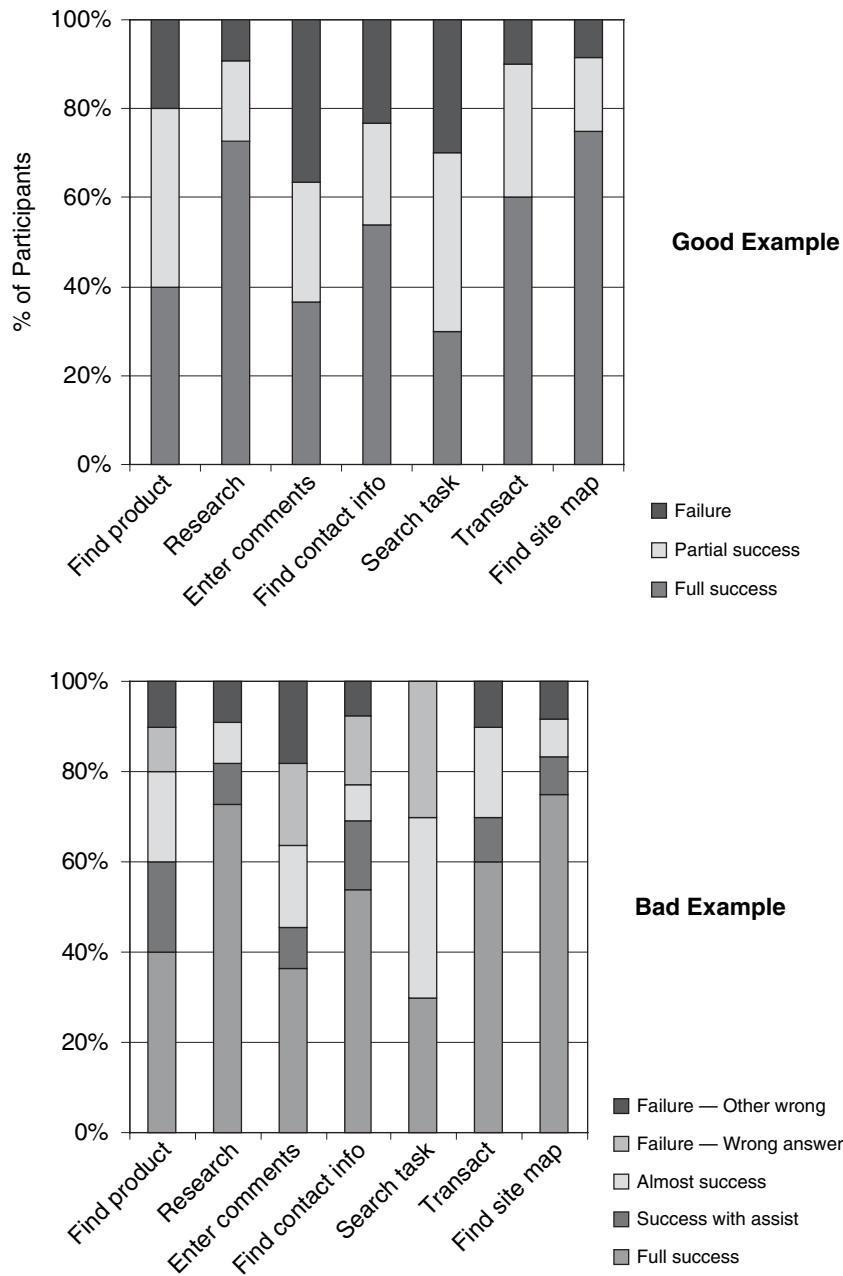 100%
80%
60%
40%
20%
0%
% of Participants
Find product
Research
Enter comments
Find contact info
Search task
Transact
Find site map
Good Example
Failure
Partial success
Full success
100%
80%
60%
40%
20%
0%
Find product
Research
Enter comments
Find contact info
Search task
Transact
Find site map
Bad Example
Failure — Other wrong
Failure — Wrong answer
Almost success
Success with assist
Full success